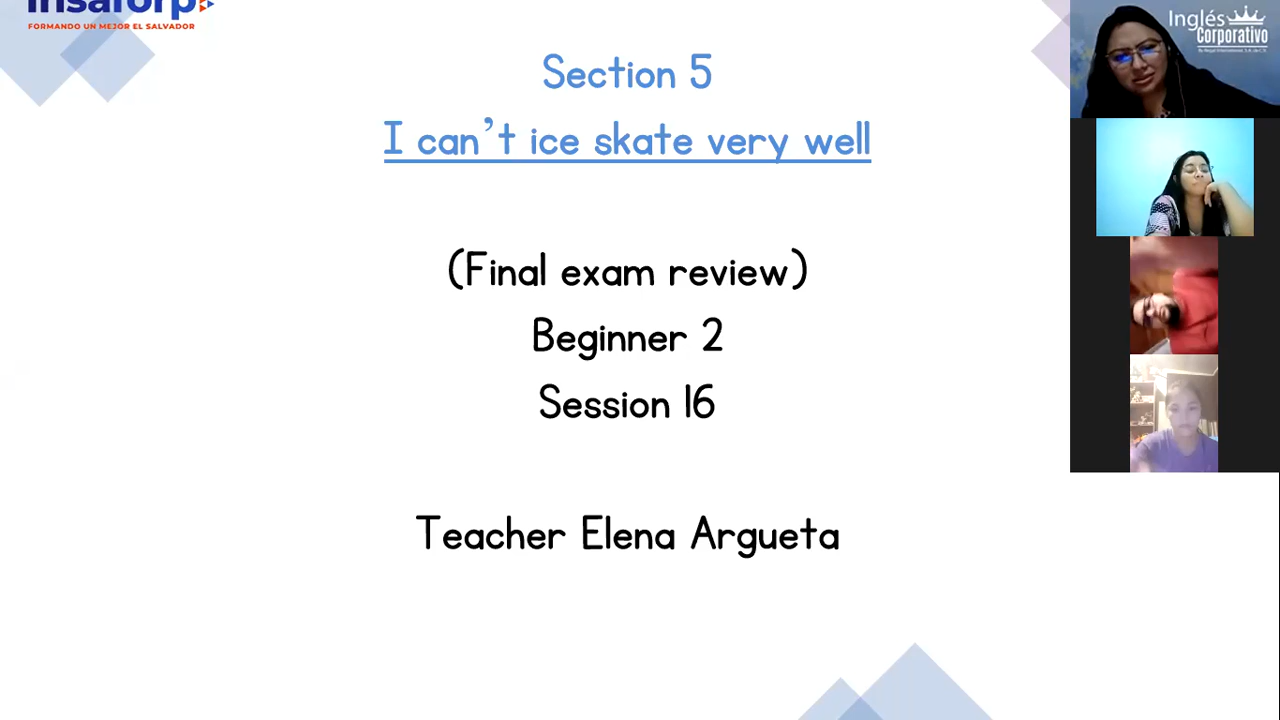 Insaforp
FORMANDO UN MEJOR EL SALVADOR
Inglés
Corporativo
Section 5
I can't ice skate very well
(Final exam review)
Beginner 2
Session 16
Teacher Elena Argueta